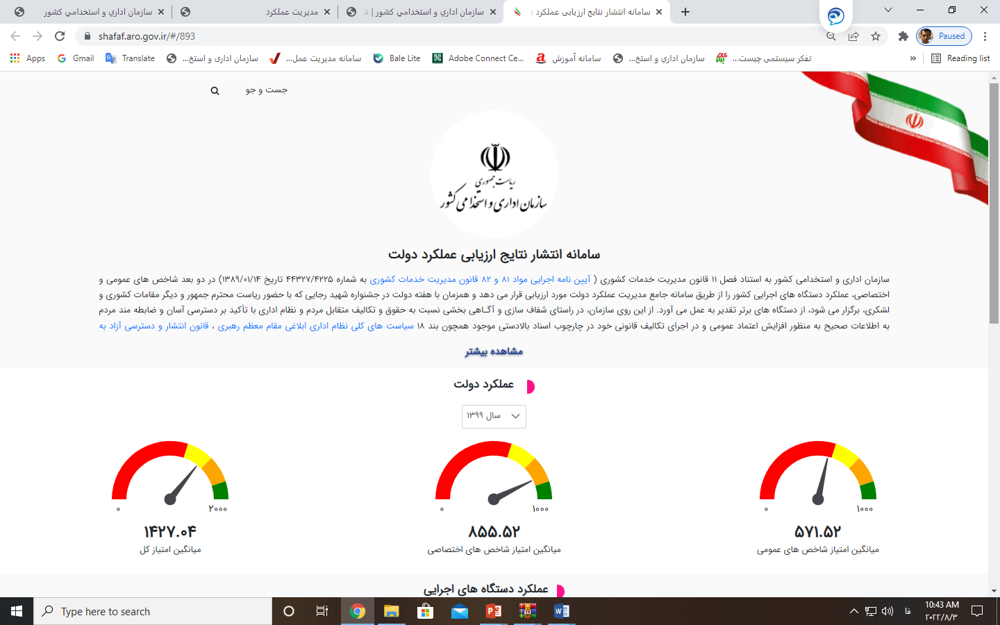 سازمان اداري و استخدامي كشور
مدیریت عملکرد
سازمان اداري و استخدامي كشور | ش
سامانه انتشار نتایج ارزیابی عملکرد د
shafaf.aro.gov.ir/#/893
Paused
Apps
Gmail
Translate
سازمان اداری و استخ...
سامانه مدیریت عمل...
Bale Lite
Adobe Connect Ce...
سامانه آموزش
سازمان اداري و استخ...
تفکر سیستمی چیست...
»
Reading list
جست و جو
ریاست جمهوری
سازمان اداری و استخدامی کشور
سامانه انتشار نتایج ارزیابی عملکرد دولت
سازمان اداری و استخدامی کشور به استناد فصل ۱۱ قانون مدیریت خدمات کشوری ( آیین نامه اجرایی مواد ۸۱ و ۸۲ قانون مدیریت خدمات کشوری به شماره ۴۴۳۲۷/۴۲۲۵ تاریخ ۱۳۸۹/۰۱/۱۴) در دو بعد شاخص های عمومی و
اختصاصی، عملکرد دستگاه های اجرایی کشور را از طریق سامانه جامع مدیریت عملکرد دولت مورد ارزیابی قرار می دهد و همزمان با هفته دولت در جشنواره شهید رجایی که با حضور ریاست محترم جمهور و دیگر مقامات کشوری و
لشکری، برگزار می شود، از دستگاه های برتر تقدیر به عمل می آورد. از این روی سازمان، در راستای شفاف سازی و آگـاهی بخشی نسبت به حقوق و تکالیف متقابل مردم و نظام اداری با تأکید بر دسترسی آسان و ضابطه مند مردم
به اطلاعات صحیح به منظور افزایش اعتماد عمومی و در اجرای تکالیف قانونی خود در چارچوب اسناد بالادستی موجود همچون بند ۱۸ سیاست های کلی نظام اداری ابلاغی مقام معظم رهبری ، قانون انتشار و دسترسی آزاد به
مشاهده بیشتر
عملکرد دولت
سال ۱۳۹۹
۰ ۱۰۰۰
۵۷۱.۵۲
میانگین امتیاز شاخص های عمومی
۰ ۱۰۰۰
۸۵۵.۵۲
میانگین امتیاز شاخص های اختصاصی
۰ ۲۰۰۰
۱۴۲۷.۰۴
میانگین امتیاز کل
عملکرد دستگاه های اجرایی
Type here to search
فا
10:43 AM
۲۰۲۲/۸/۳